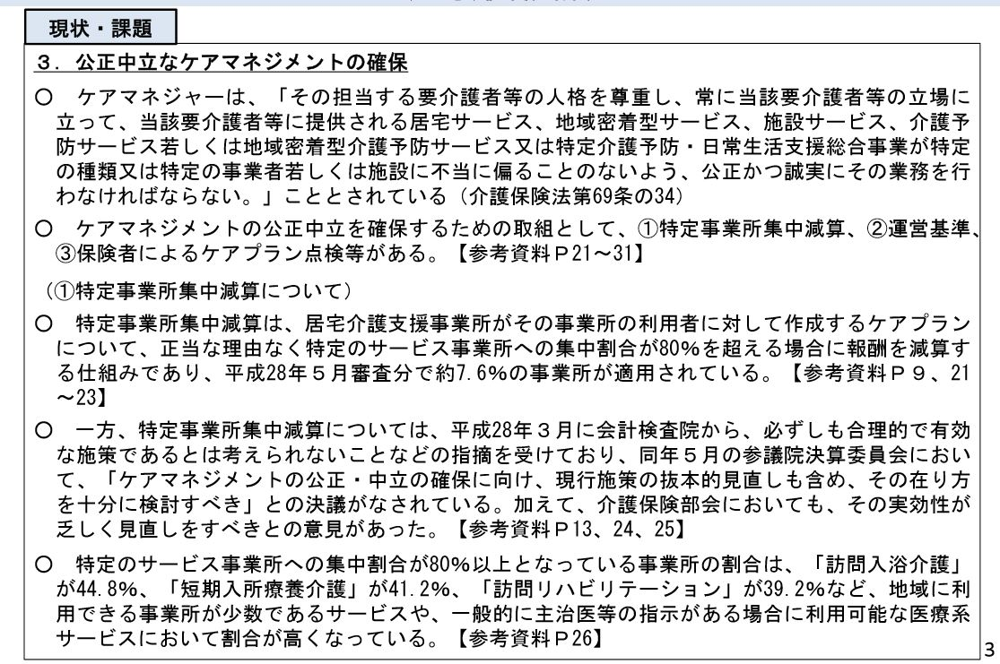 現状・課題
３．公正中立なケアマネジメントの確保
○　ケアマネジャーは、「その担当する要介護者等の人格を尊重し、常に当該要介護者等の立場に
立って、当該要介護者等に提供される居宅サービス、地域密着型サービス、施設サービス、介護予
防サービス若しくは地域密着型介護予防サービス又は特定介護予防・日常生活支援総合事業が特定
の種類又は特定の事業者若しくは施設に不当に偏ることのないよう、公正かつ誠実にその業務を行
わなければならない。」こととされている（介護保険法第69条の34）
○　ケアマネジメントの公正中立を確保するための取組として、①特定事業所集中減算、②運営基準、
③保険者によるケアプラン点検等がある。【参考資料Ｐ21～31】
（①特定事業所集中減算について）
○　特定事業所集中減算は、居宅介護支援事業所がその事業所の利用者に対して作成するケアプラン
について、正当な理由なく特定のサービス事業所への集中割合が80％を超える場合に報酬を減算す
る仕組みであり、平成28年５月審査分で約7.6％の事業所が適用されている。【参考資料Ｐ９、21
～23】
○　一方、特定事業所集中減算については、平成28年３月に会計検査院から、必ずしも合理的で有効
な施策であるとは考えられないことなどの指摘を受けており、同年５月の参議院決算委員会におい
て、「ケアマネジメントの公正・中立の確保に向け、現行施策の抜本的見直しも含め、その在り方
を十分に検討すべき」との決議がなされている。加えて、介護保険部会においても、その実効性が
乏しく見直しをすべきとの意見があった。【参考資料Ｐ13、24、25】
○　特定のサービス事業所への集中割合が80％以上となっている事業所の割合は、「訪問入浴介護」
が44.8％、「短期入所療養介護」が41.2％、「訪問リハビリテーション」が39.2％など、地域に利
用できる事業所が少数であるサービスや、一般的に主治医等の指示がある場合に利用可能な医療系
サービスにおいて割合が高くなっている。【参考資料Ｐ26】
3